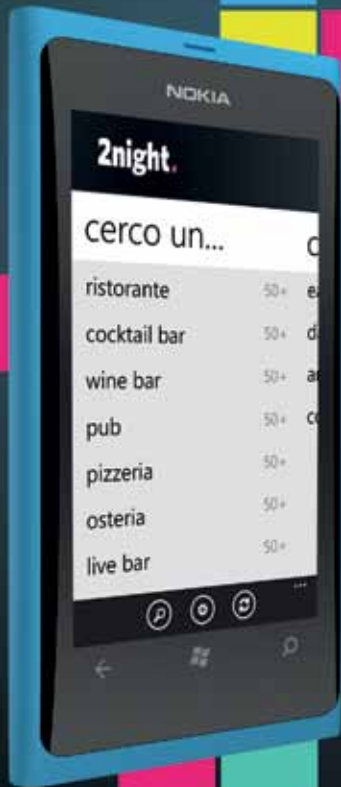 NOKIA
2night.
cerco un...
ristorante 50+
cocktail bar 50+
wine bar 50+
pub 50+
pizzeria 50+
osteria 50+
live bar